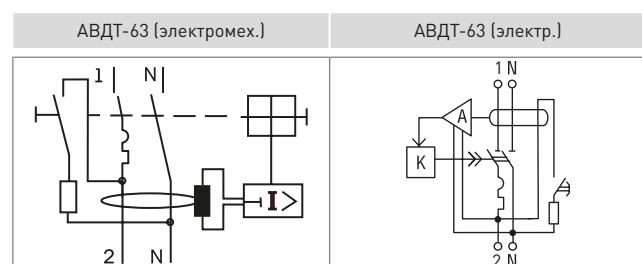 АВДТ-63 (электромех.)
АВДТ-63 (электр.)
1 N
I>
2 N
1 N
A
K
2 N